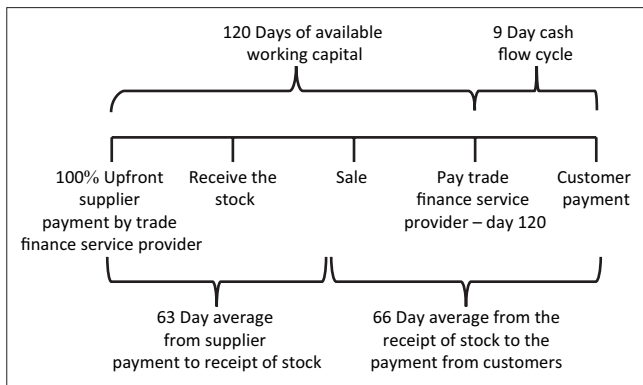 120 Days of available
working capital
9 Day cash
flow cycle
100% Upfront
supplier
payment by trade
finance service provider
Receive the
stock
Sale
Pay trade
finance service
provider – day 120
Customer
payment
63 Day average
from supplier
payment to receipt of stock
66 Day average from the
receipt of stock to the
payment from customers